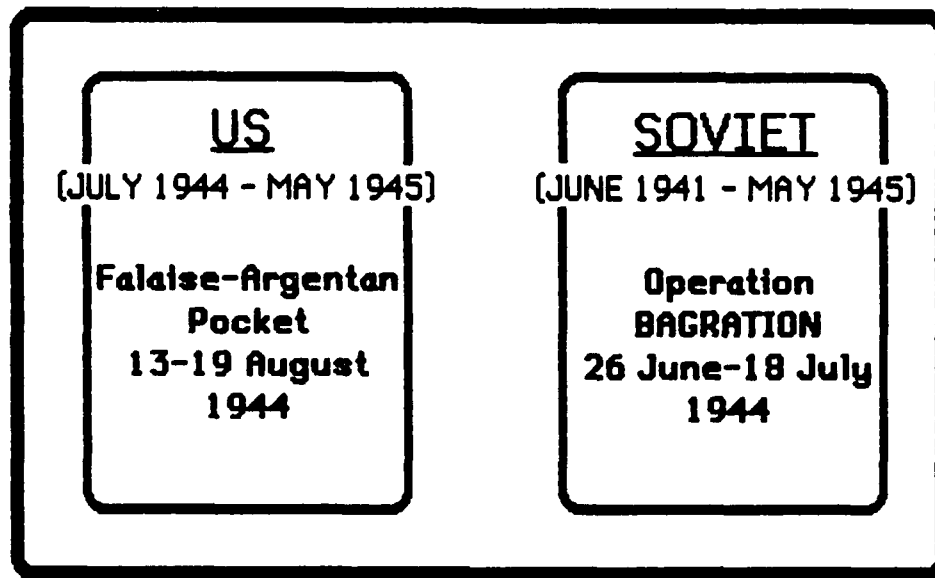 US
(JULY 1944 - MAY 1945)
Falaise-Argentan
Pocket
13-19 August
1944
SOVIET
(JUNE 1941 - MAY 1945)
Operation
BAGRATION
26 June-18 July
1944